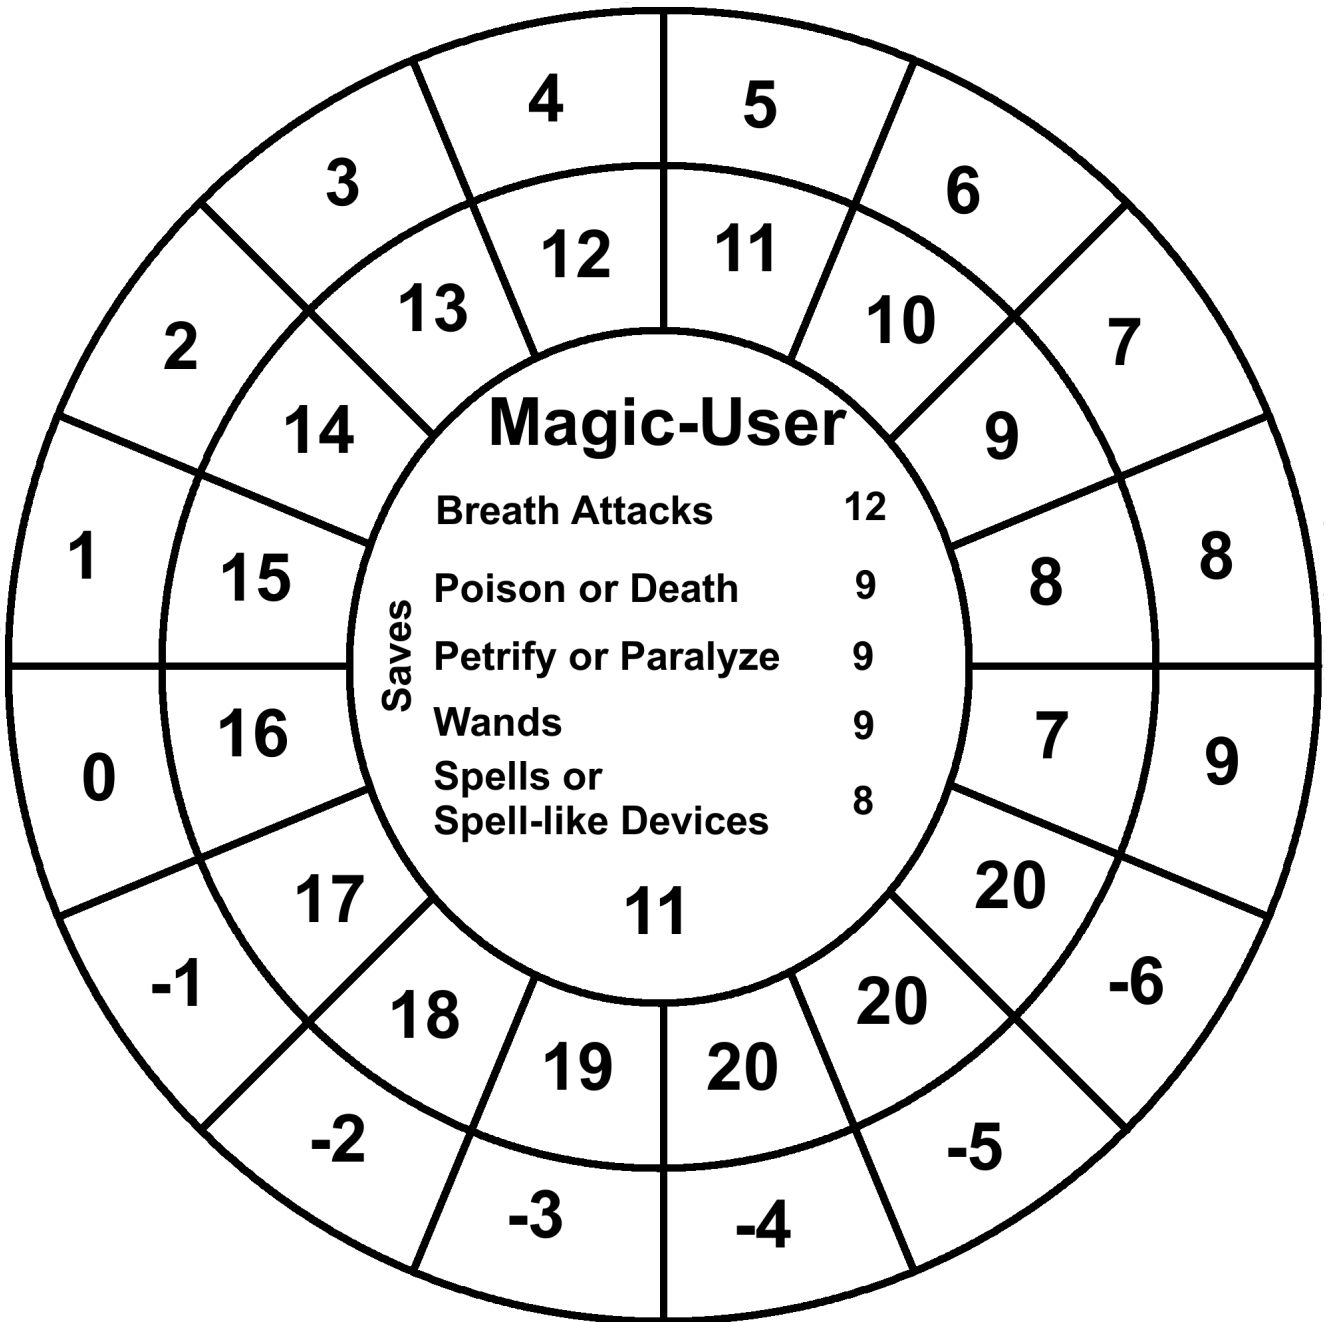 4 5
3 6
2 7
1 8
0 9
-1 -6
-2 -5
-3 -4
12 11
13 10
14 9
15 8
16 7
17 20
18 20
19 20
Magic-User
Saves
Breath Attacks 12
Poison or Death 9
Petrify or Paralyze 9
Wands 9
Spells or
Spell-like Devices 8
11